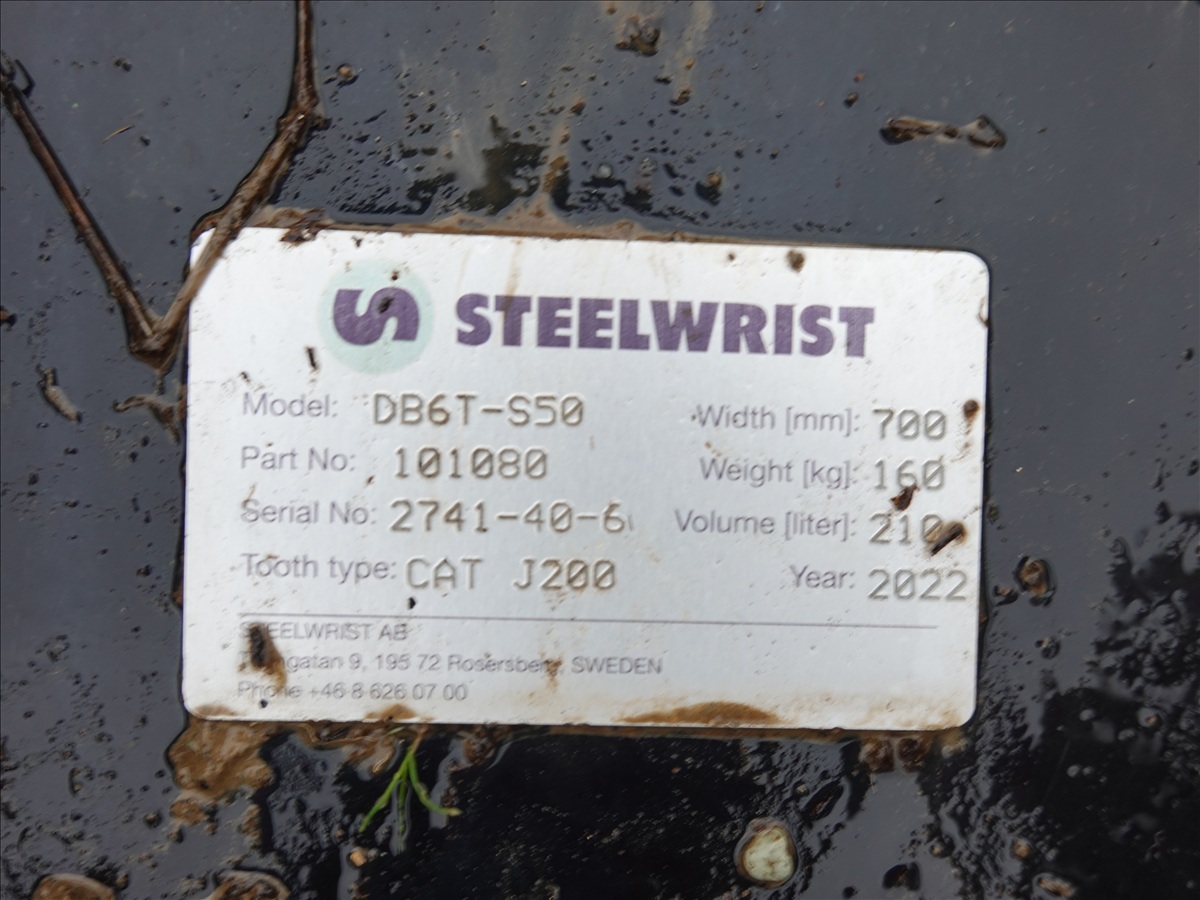 STEELWRIST
Model: DB6T-S50
Width [mm]: 700
Part No: 101080
Weight [kg]: 160
Serial No: 2741-40-6
Volume [liter]: 210
Tooth type: CAT J200
Year: 2022
STEELWRIST AB
9, 195 72 Rosersberg, SWEDEN
Phone +46 8 626 07 00